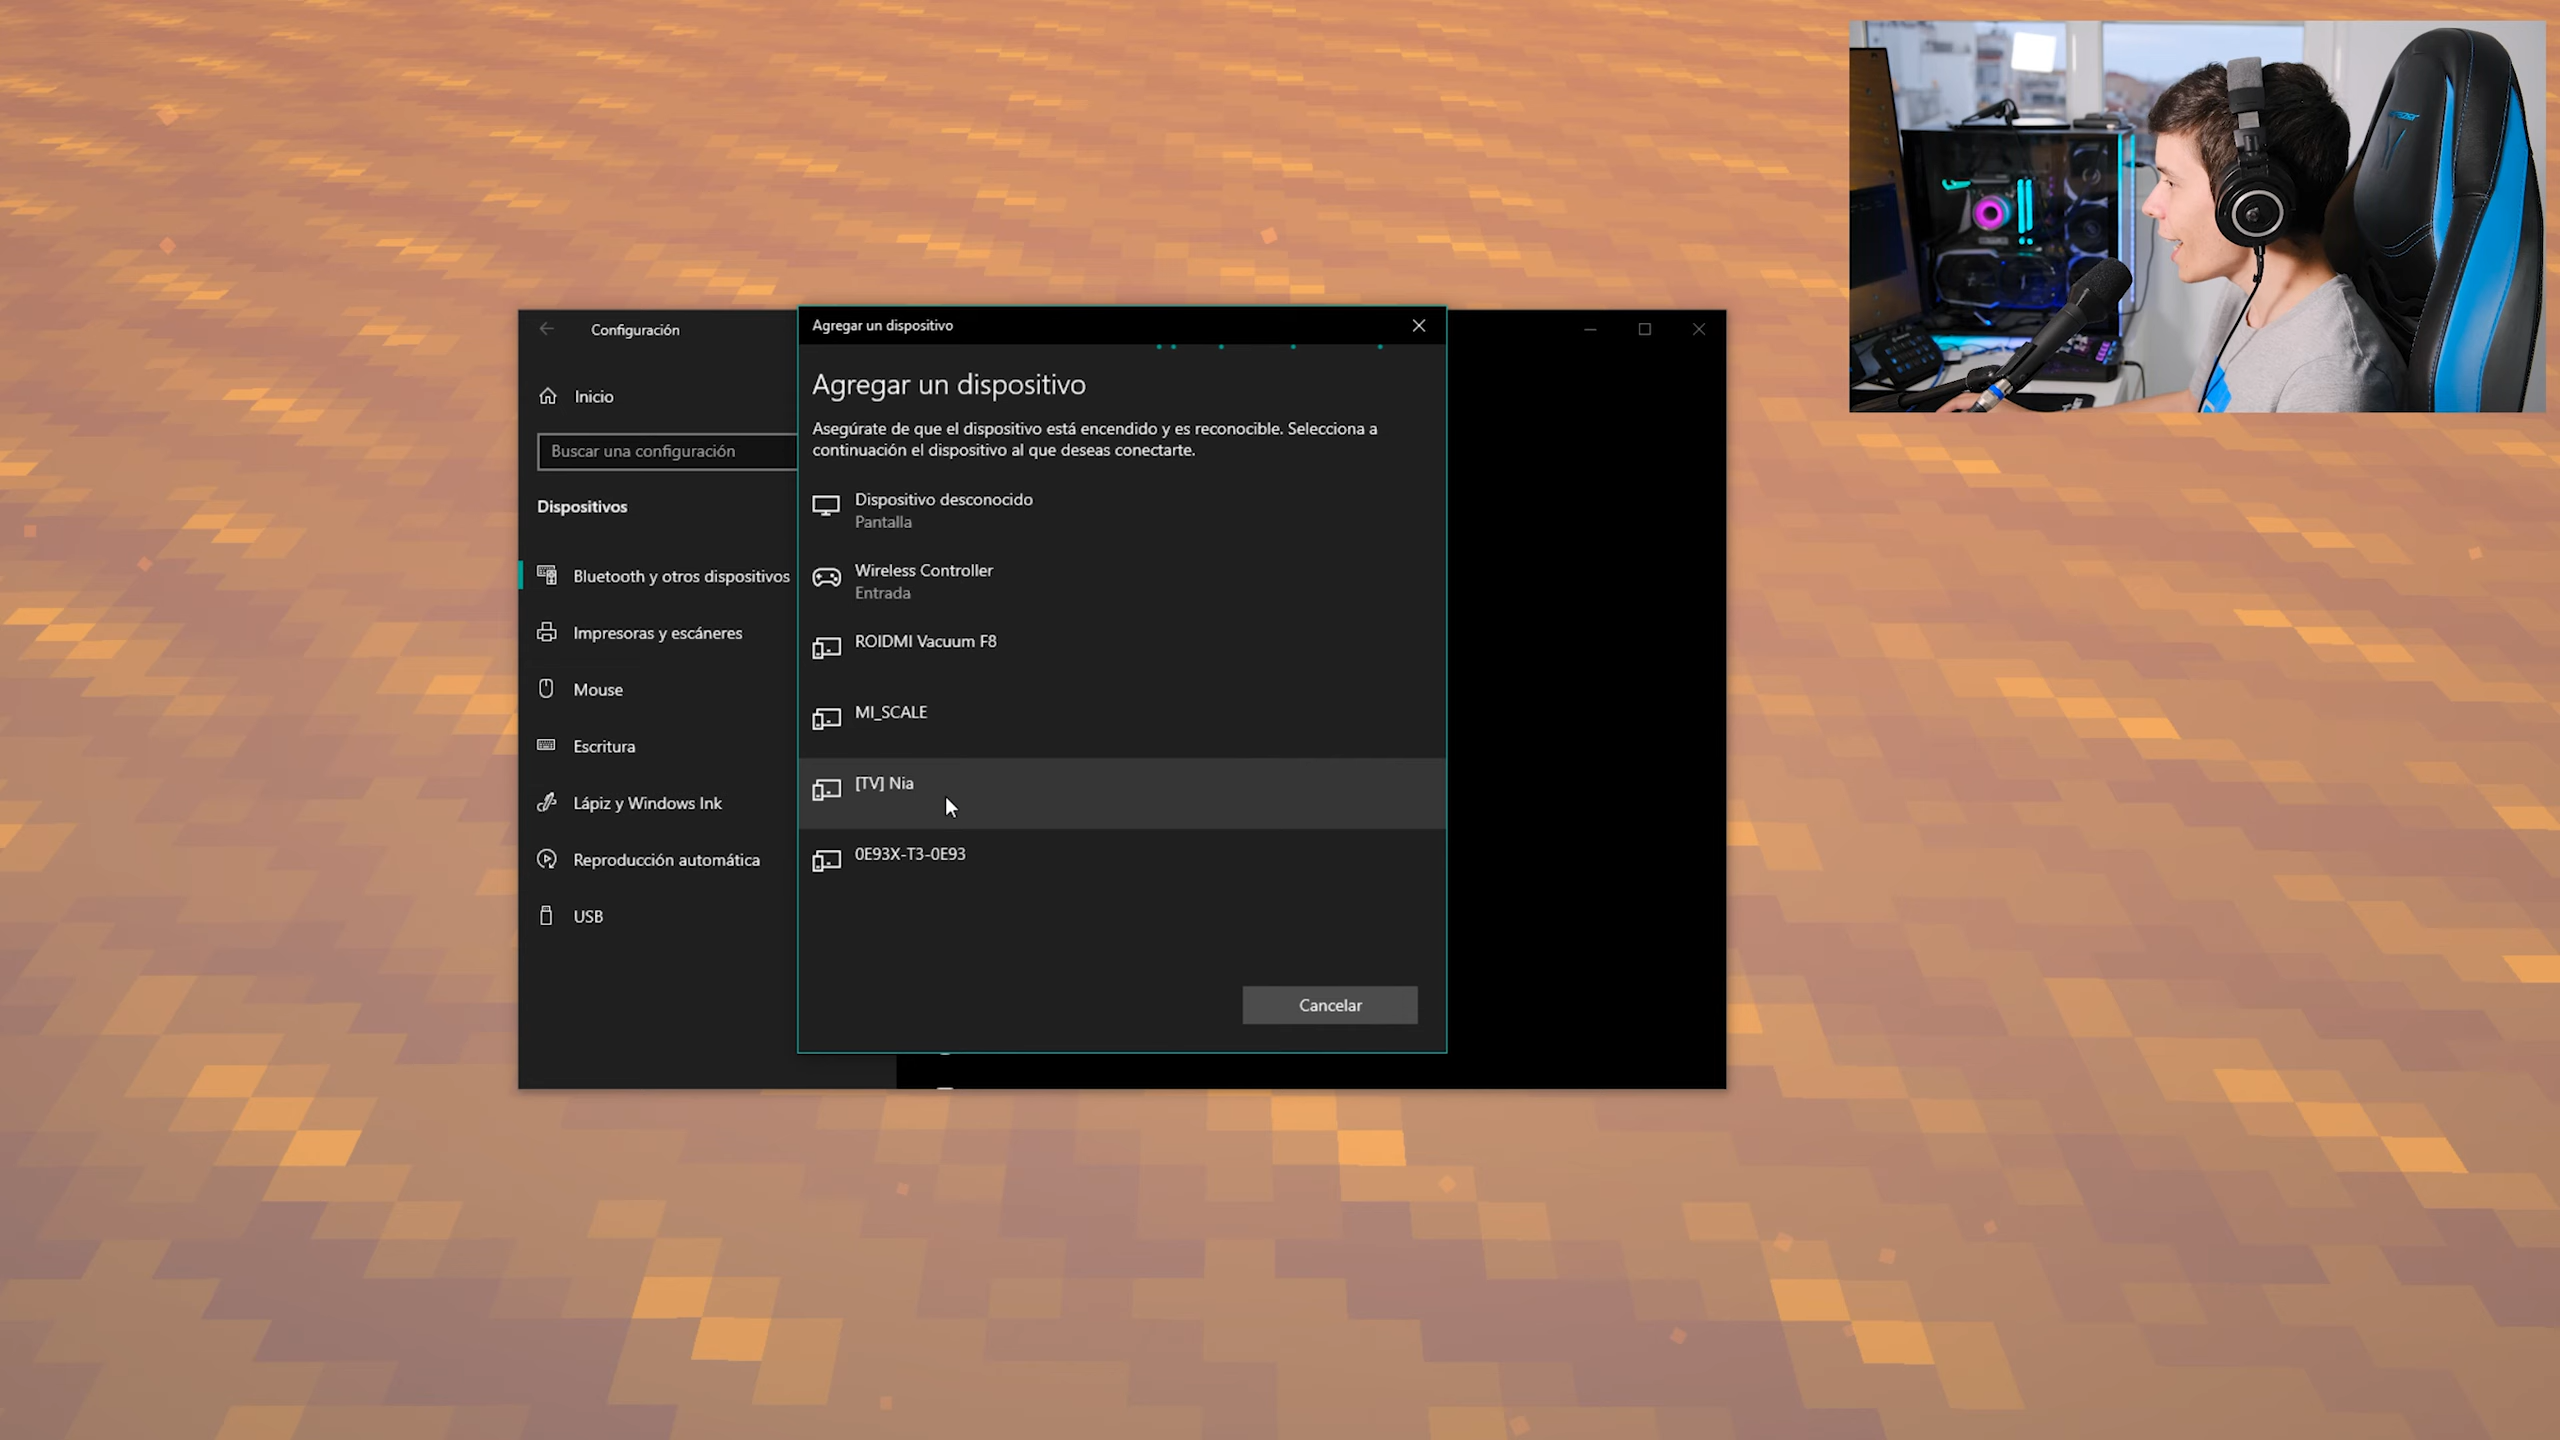 Configuración
Inicio
Buscar una configuración
Dispositivos
Bluetooth y otros dispositivos
Impresoras y escáneres
Mouse
Escritura
Lápiz y Windows Ink
Reproducción automática
USB
Agregar un dispositivo
Agregar un dispositivo
Asegúrate de que el dispositivo está encendido y es reconocible. Selecciona a
continuación el dispositivo al que deseas conectarte.
Dispositivo desconocido
Pantalla
Wireless Controller
Entrada
ROIDMI Vacuum F8
MI_SCALE
[TV] Nia
0E93X-T3-0E93
Cancelar